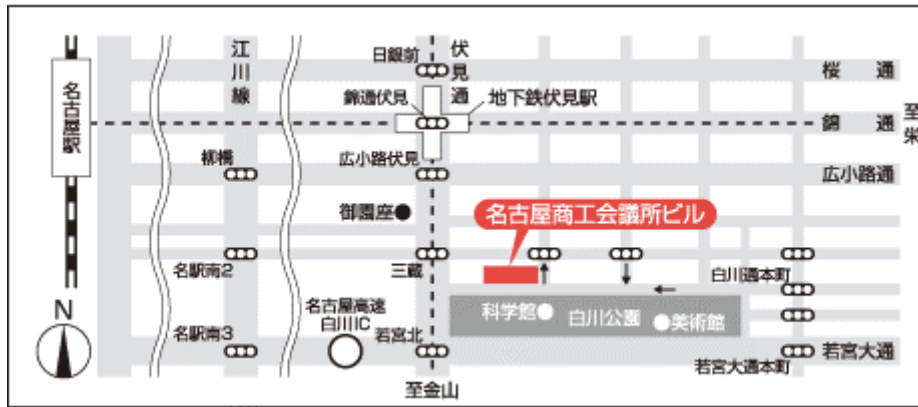 日銀前
伏見通
江川線
桜 通
名古屋駅
錦通伏見
地下鉄伏見駅
錦 通
至栄
柳橋
広小路伏見
広小路通
御園座
名古屋商工会議所ビル
名駅南2
三蔵
白川通本町
名古屋高速
白川IC
科学館
白川公園
美術館
N
名駅南3
若宮北
若宮大通
若宮大通本町
至金山